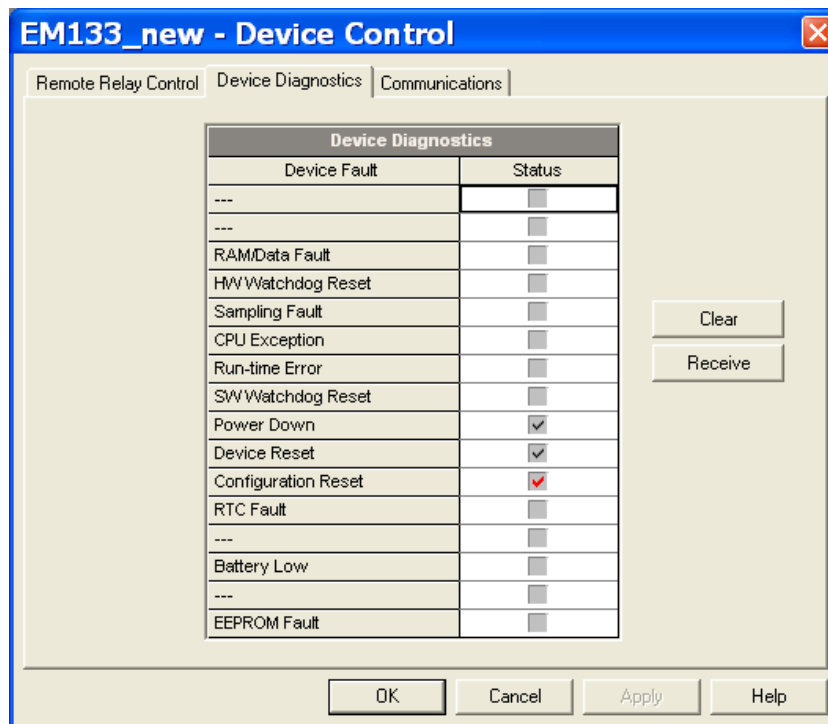 EM133_new - Device Control
Remote Relay Control Device Diagnostics Communications
Device Diagnostics
Device Fault Status
---
---
RAM/Data Fault
HW Watchdog Reset
Sampling Fault
CPU Exception
Run-time Error
SW Watchdog Reset
Power Down
Device Reset
Configuration Reset
RTC Fault
---
Battery Low
---
EEPROM Fault
Clear
Receive
OK Cancel Apply Help